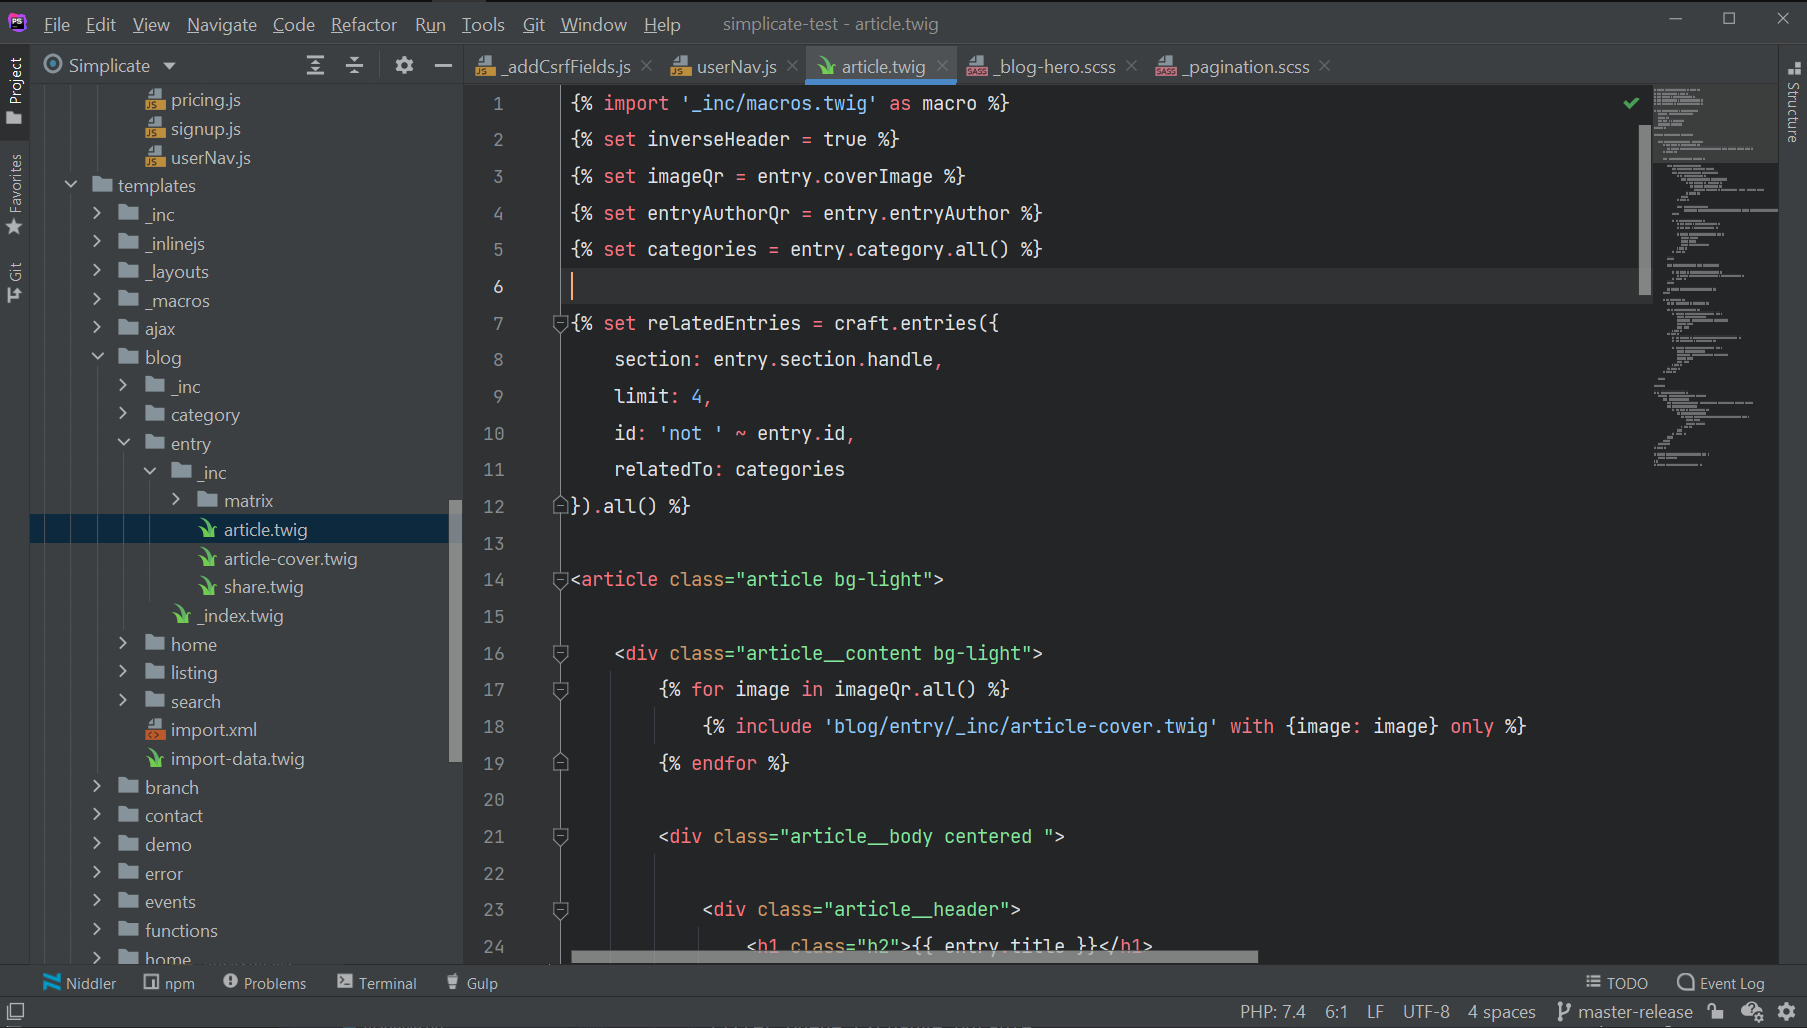 PS File Edit View Navigate Code Refactor Run Tools Git Window Help simplicate-test - article.twig
Project
Favorites
Git
Simplicate
pricing.js
signup.js
userNav.js
templates
_inc
_inlinejs
_layouts
_macros
ajax
blog
_inc
category
entry
_inc
matrix
article.twig
article-cover.twig
share.twig
_index.twig
home
listing
search
import.xml
import-data.twig
branch
contact
demo
error
events
functions
home
_addCsrfFields.js userNav.js article.twig _blog-hero.scss _pagination.scss
Structure
1 {% import '_inc/macros.twig' as macro %}
2 {% set inverseHeader = true %}
3 {% set imageQr = entry.coverImage %}
4 {% set entryAuthorQr = entry.entryAuthor %}
5 {% set categories = entry.category.all() %}
6
7 {% set relatedEntries = craft.entries({
8 section: entry.section.handle,
9 limit: 4,
10 id: 'not ' ~ entry.id,
11 relatedTo: categories
12 }).all() %}
13
14 <article class="article bg-light">
15
16 <div class="article__content bg-light">
17 {% for image in imageQr.all() %}
18 {% include 'blog/entry/_inc/article-cover.twig' with {image: image} only %}
19 {% endfor %}
20
21 <div class="article__body centered ">
22
23 <div class="article__header">
24 <h1 class="h2">{{ entry.title }}</h1>
Niddler npm Problems Terminal Gulp TODO Event Log
PHP: 7.4 6:1 LF UTF-8 4 spaces master-release